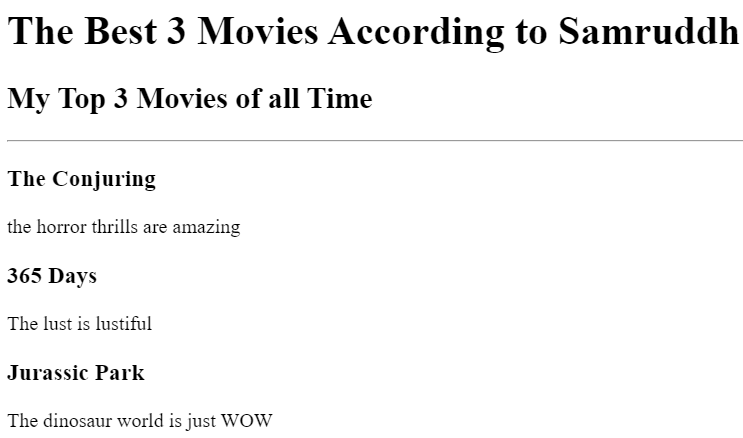 The Best 3 Movies According to Samruddh
My Top 3 Movies of all Time
The Conjuring
the horror thrills are amazing
365 Days
The lust is lustiful
Jurassic Park
The dinosaur world is just WOW